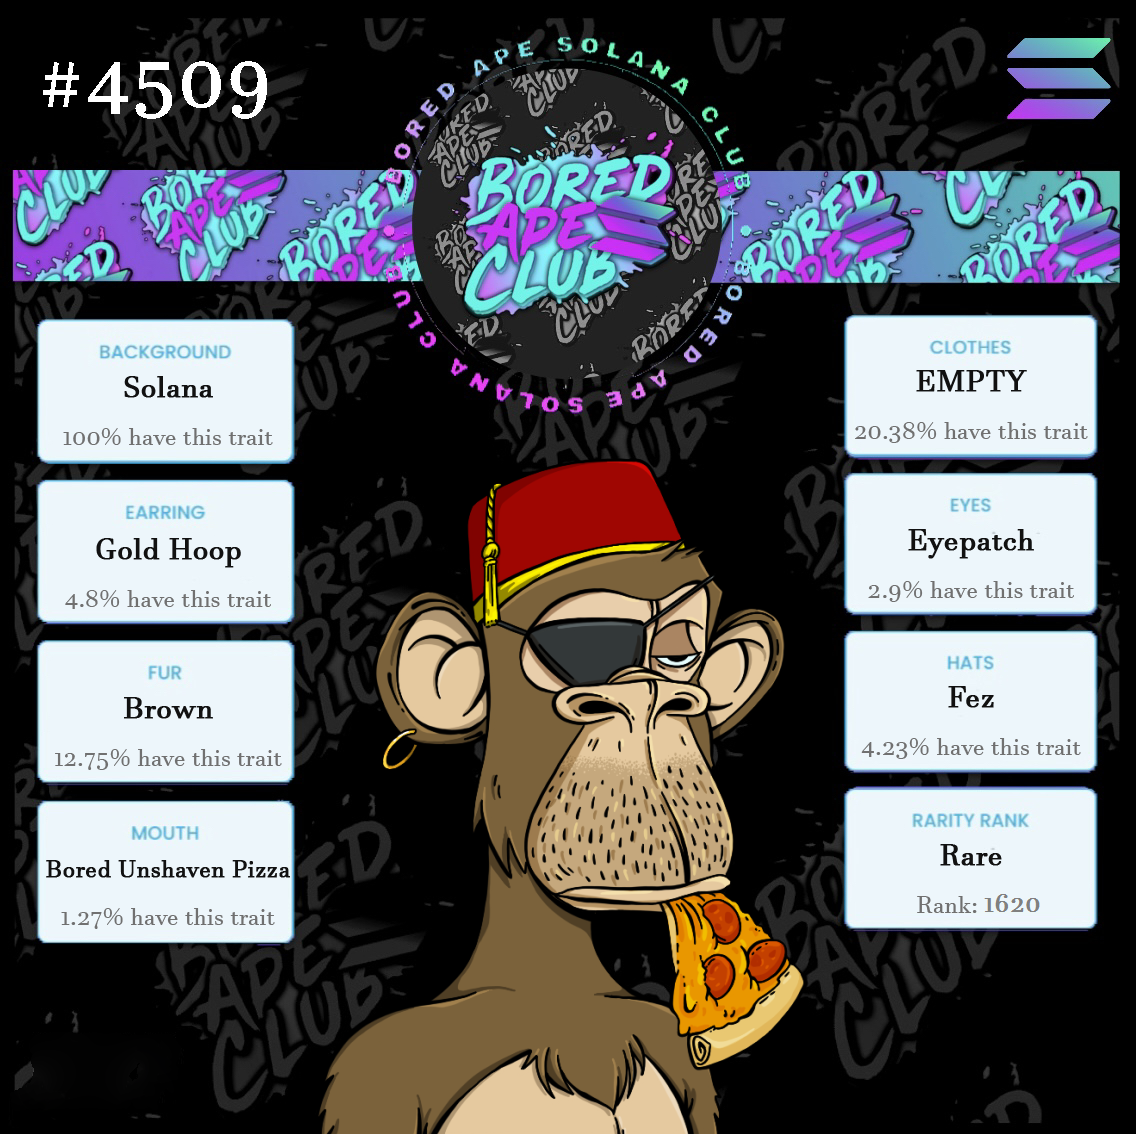 #4509
BORED APE SOLANA CLUB
BORED
APE
CLUB
BORED APE SOLANA CLUB
BACKGROUND
Solana
100% have this trait
EARRING
Gold Hoop
4.8% have this trait
FUR
Brown
12.75% have this trait
MOUTH
Bored Unshaven Pizza
1.27% have this trait
CLOTHES
EMPTY
20.38% have this trait
EYES
Eyepatch
2.9% have this trait
HATS
Fez
4.23% have this trait
RARITY RANK
Rare
Rank: 1620